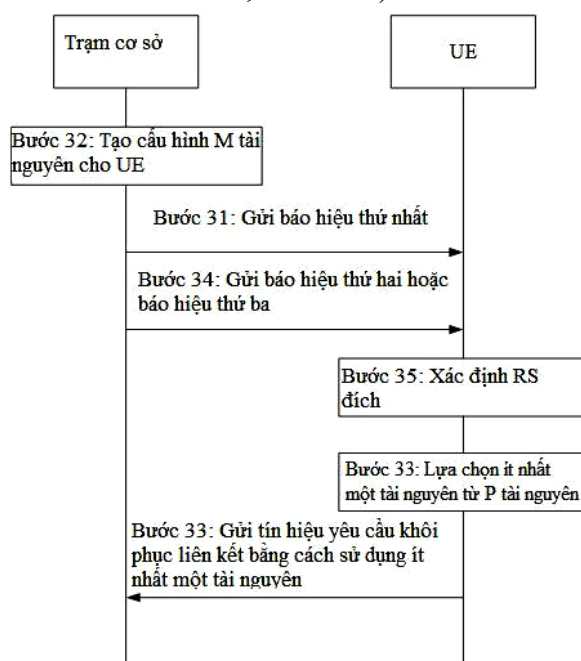 Trạm cơ sở
UE
Bước 32: Tạo cấu hình M tài
nguyên cho UE
Bước 31: Gửi báo hiệu thứ nhất
Bước 34: Gửi báo hiệu thứ hai hoặc
báo hiệu thứ ba
Bước 35: Xác định RS
đích
Bước 33: Lựa chọn ít nhất
một tài nguyên từ P tài nguyên
Bước 33: Gửi tín hiệu yêu cầu khôi
phục liên kết bằng cách sử dụng ít
nhất một tài nguyên